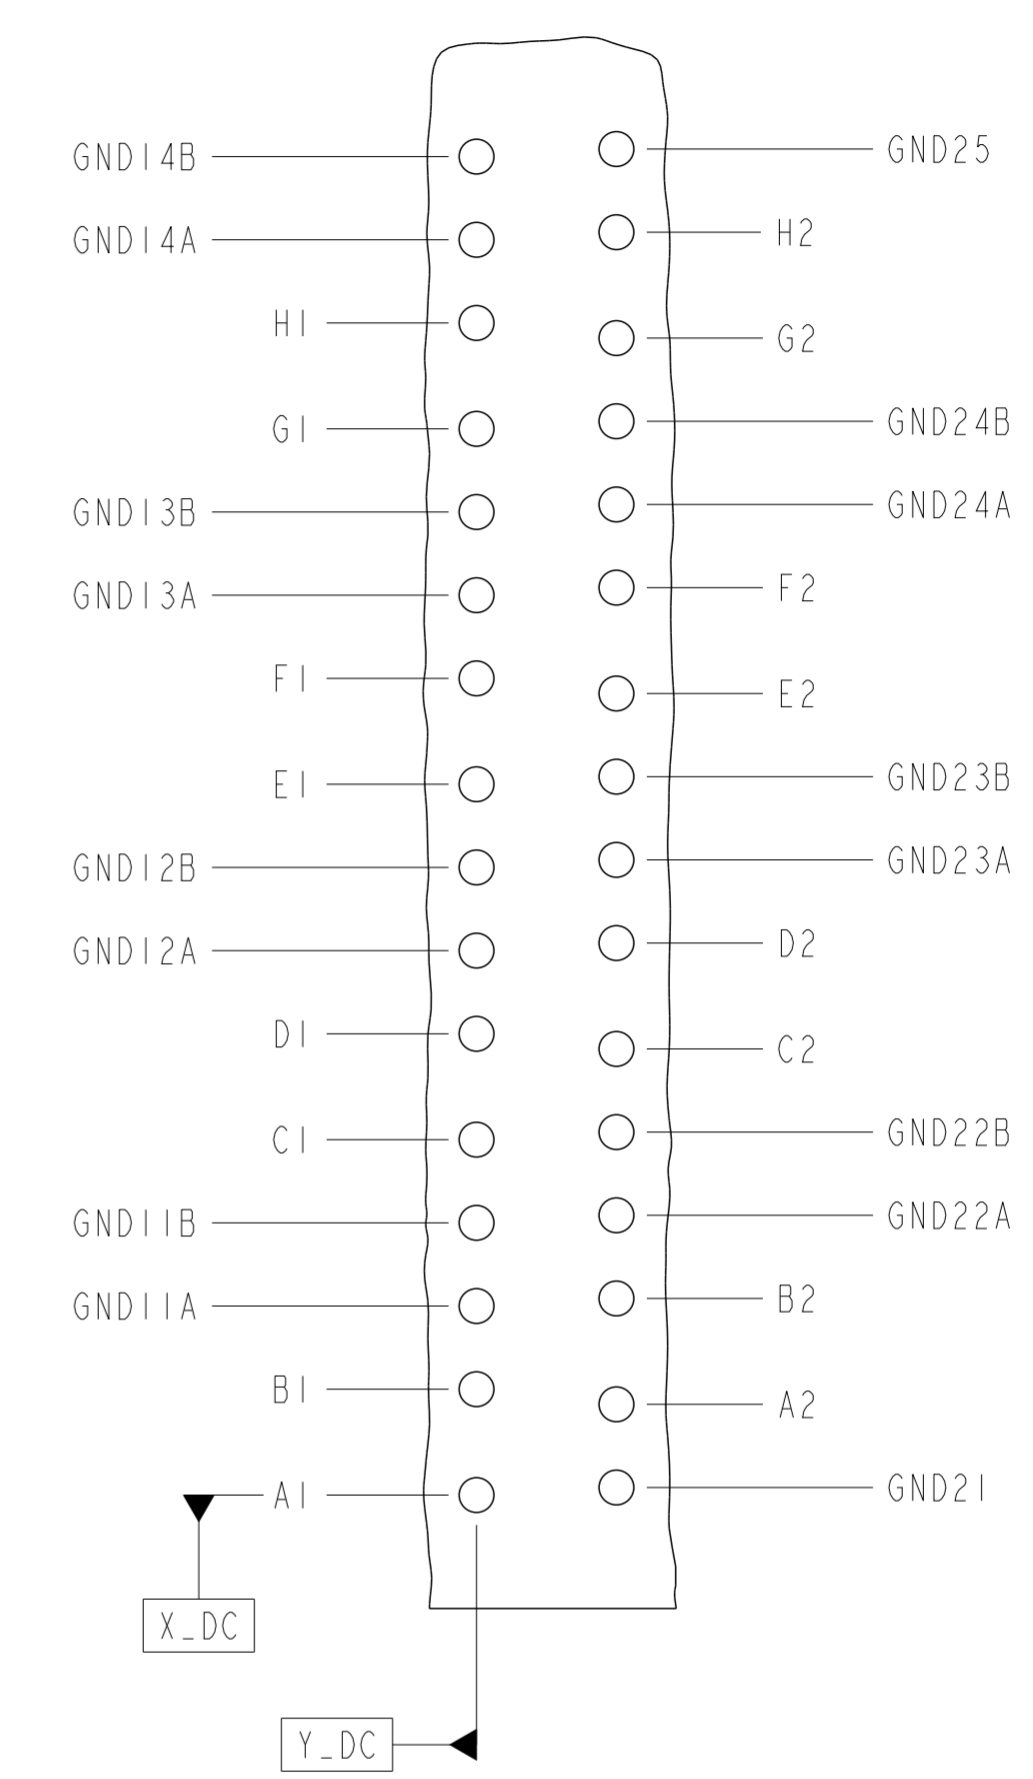 GND14B
GND25
GND14A
H2
H1
G2
G1
GND24B
GND13B
GND24A
GND13A
F2
F1
E2
E1
GND23B
GND12B
GND23A
GND12A
D2
D1
C2
C1
GND22B
GND11B
GND22A
GND11A
B2
B1
A2
A1
GND21
X_DC
Y_DC